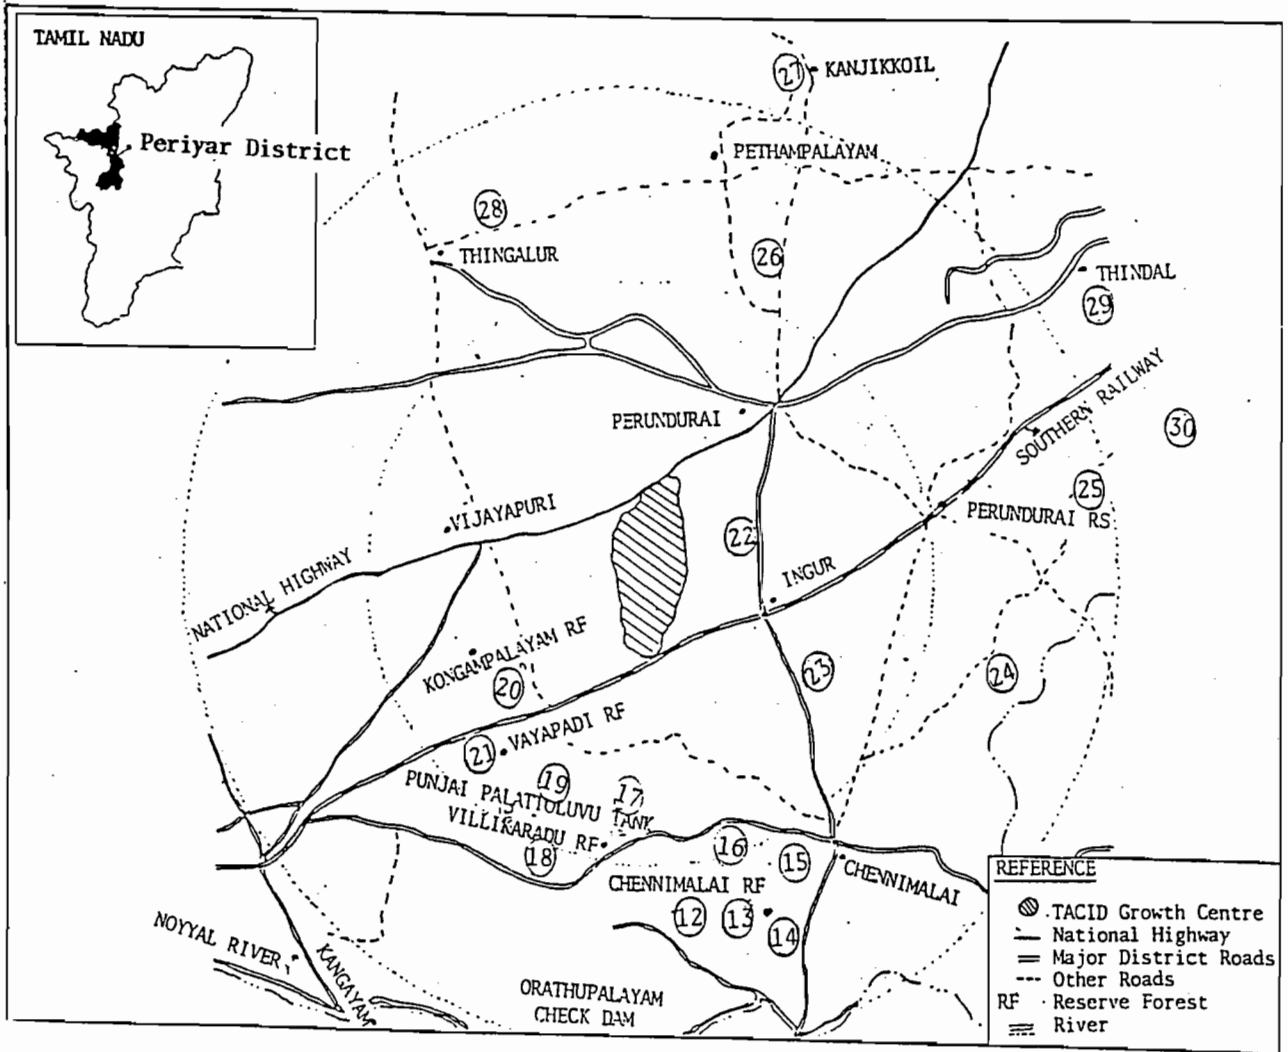 TAMIL NADU
Periyar District
27
KANJIKKOIL
PETHAMPALAYAM
28
THINGALUR
26
THINDAL
29
PERUNDURAI
SOUTHERN RAILWAY
30
25
PERUNDURAI RS
VIJAYAPURI
22
INGUR
NATIONAL HIGHWAY
KONGAMPALAYAM RF
20
23
24
21
VAYAPADI RF
19
17
PUNJAI PALATTOLUVU TANK
VILLIKARADU RF
18
16
15
CHENNIMALAI
CHENNIMALAI RF
12
13
14
NOYYAL RIVER
KANGAYAM
ORATHUPALAYAM
CHECK DAM
REFERENCE
TACID Growth Centre
National Highway
Major District Roads
Other Roads
RF Reserve Forest
River